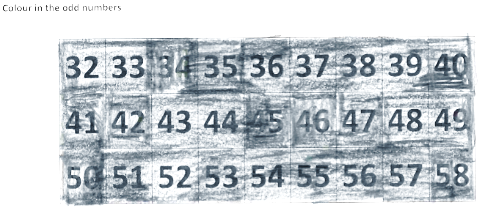 Colour in the odd numbers
32 33 34 35 36 37 38 39 40
41 42 43 44 45 46 47 48 49
50 51 52 53 54 55 56 57 58